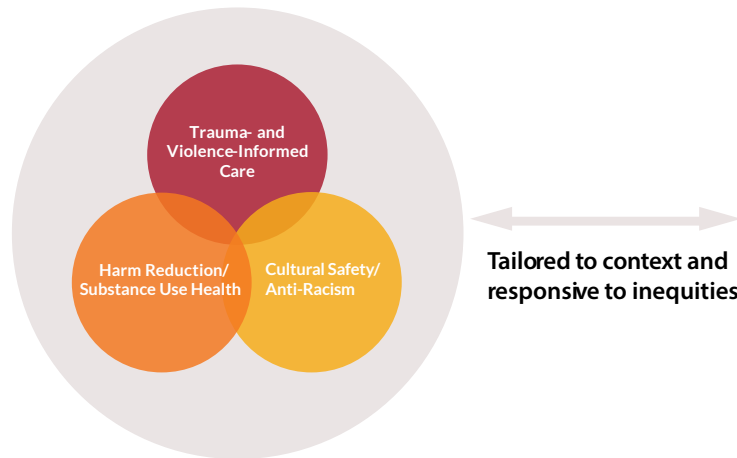 Trauma- and
Violence-Informed
Care
Harm Reduction/
Substance Use Health
Cultural Safety/
Anti-Racism
Tailored to context and
responsive to inequities